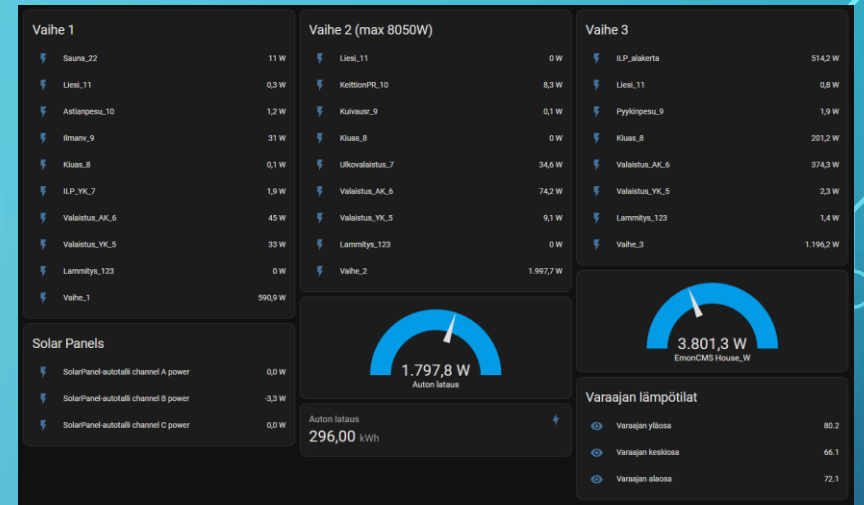 Vaihe 1
Sauna_22 11 W
Liesi_11 0,3 W
Astianpesu_10 1,2 W
Ilmanv_9 31 W
Kiuas_8 0,1 W
ILP_YK_7 1,9 W
Valaistus_AK_6 45 W
Valaistus_YK_5 33 W
Lammitys_123 0 W
Vaihe_1 590,9 W
Solar Panels
SolarPanel-autotalli channel A power 0,0 W
SolarPanel-autotalli channel B power -3,3 W
SolarPanel-autotalli channel C power 0,0 W
Vaihe 2 (max 8050W)
Liesi_11 0 W
KeittionPR_10 8,3 W
Kuivausr_9 0,1 W
Kiuas_8 0 W
Ulkovalaistus_7 34,6 W
Valaistus_AK_6 74,2 W
Valaistus_YK_5 9,1 W
Lammitys_123 0 W
Vaihe_2 1.997,7 W
1.797,8 W
Auton lataus
Auton lataus
296,00 kWh
Vaihe 3
ILP_alakerta 514,2 W
Liesi_11 0,8 W
Pyykinpesu_9 1,9 W
Kiuas_8 201,2 W
Valaistus_AK_6 374,3 W
Valaistus_YK_5 2,3 W
Lammitys_123 1,4 W
Vaihe_3 1.196,2 W
3.801,3 W
EmonCMS House_W
Varaajan lämpötilat
Varaajan yläosa 80.2
Varaajan keskiosa 66.1
Varaajan alaosa 72.1